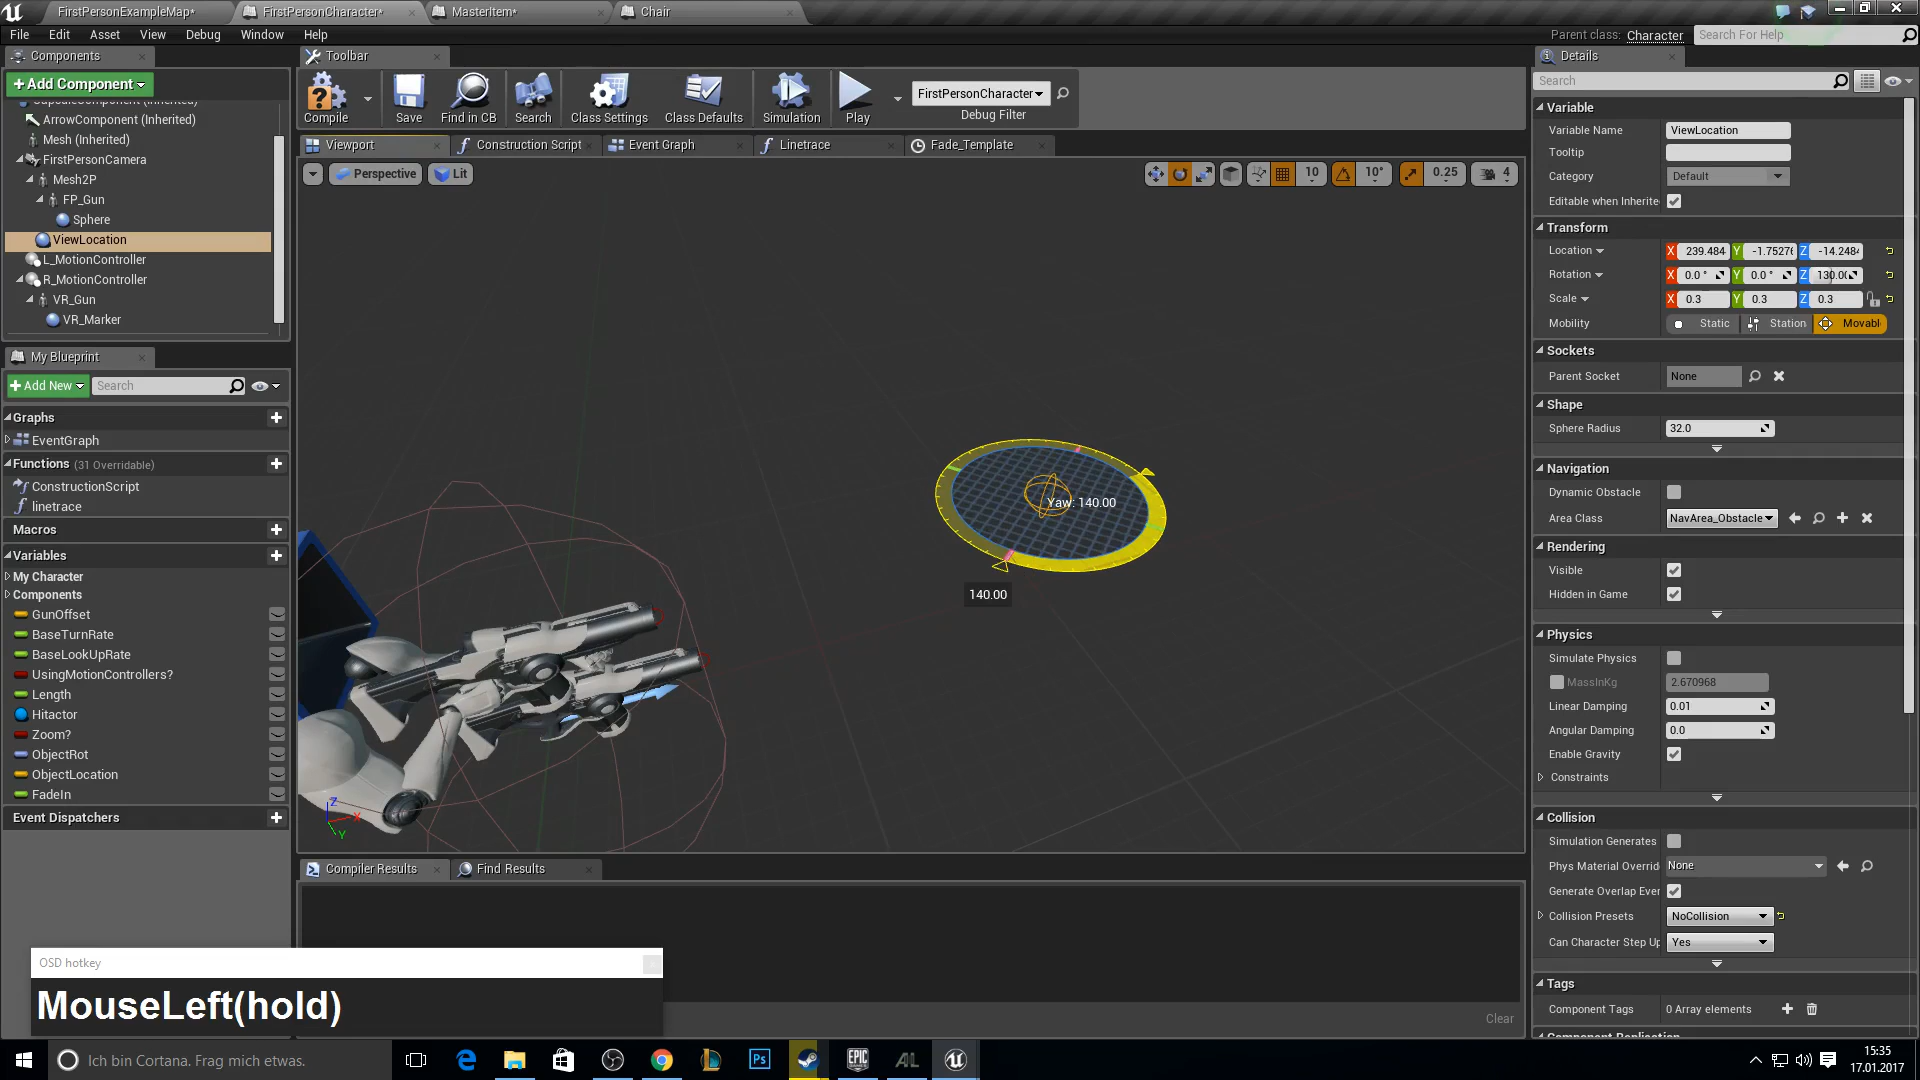 FirstPersonExampleMap*
FirstPersonCharacter*
MasterItem*
Chair
File Edit Asset View Debug Window Help
Parent class: Character
Search For Help
Components
Toolbar
Details
+ Add Component
CapsuleComponent (Inherited)
ArrowComponent (Inherited)
Mesh (Inherited)
FirstPersonCamera
Mesh2P
FP_Gun
Sphere
ViewLocation
L_MotionController
R_MotionController
VR_Gun
VR_Marker
Compile
Save
Find in CB
Search
Class Settings
Class Defaults
Simulation
Play
FirstPersonCharacter
Debug Filter
Viewport
Construction Script
Event Graph
Linetrace
Fade_Template
Perspective
Lit
10
10°
0.25
4
Yaw: 140.00
140.00
Z
X
Y
My Blueprint
+ Add New
Search
Graphs
EventGraph
Functions (31 Overridable)
ConstructionScript
linetrace
Macros
Variables
My Character
Components
GunOffset
BaseTurnRate
BaseLookUpRate
UsingMotionControllers?
Length
Hitactor
Zoom?
ObjectRot
ObjectLocation
FadeIn
Event Dispatchers
Compiler Results
Find Results
Clear
OSD hotkey
MouseLeft(hold)
Search
Variable
Variable Name ViewLocation
Tooltip
Category Default
Editable when Inherite
Transform
Location X 239.484 Y -1.7527 Z -14.248
Rotation X 0.0 ° Y 0.0 ° Z 130.0
Scale X 0.3 Y 0.3 Z 0.3
Mobility Static Station Movabl
Sockets
Parent Socket None
Shape
Sphere Radius 32.0
Navigation
Dynamic Obstacle
Area Class NavArea_Obstacle
Rendering
Visible
Hidden in Game
Physics
Simulate Physics
MassInKg 2.670968
Linear Damping 0.01
Angular Damping 0.0
Enable Gravity
Constraints
Collision
Simulation Generates
Phys Material Overrid None
Generate Overlap Ever
Collision Presets NoCollision
Can Character Step Up Yes
Tags
Component Tags 0 Array elements
Component Replication
Ich bin Cortana. Frag mich etwas.
Ps
EPIC GAMES
AL
15:35
17.01.2017